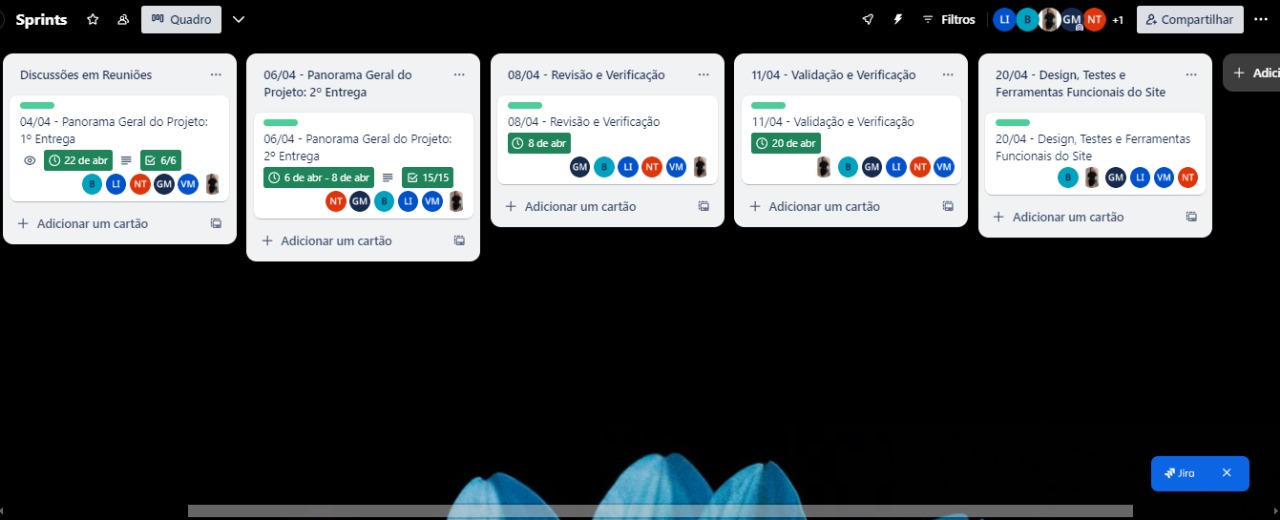 Sprints
Quadro
Filtros
LI
B
GM
NT
+1
Compartilhar
Discussões em Reuniões
04/04 - Panorama Geral do Projeto:
1º Entrega
22 de abr
6/6
B LI NT GM VM
+ Adicionar um cartão
06/04 - Panorama Geral do
Projeto: 2º Entrega
06/04 - Panorama Geral do Projeto:
2º Entrega
6 de abr - 8 de abr
15/15
NT GM B LI VM
+ Adicionar um cartão
08/04 - Revisão e Verificação
08/04 - Revisão e Verificação
8 de abr
GM B LI NT VM
+ Adicionar um cartão
11/04 - Validação e Verificação
11/04 - Validação e Verificação
20 de abr
B GM LI NT VM
+ Adicionar um cartão
20/04 - Design, Testes e
Ferramentas Funcionais do Site
20/04 - Design, Testes e Ferramentas
Funcionais do Site
B GM LI VM NT
+ Adicionar um cartão
+ Adici
Jira